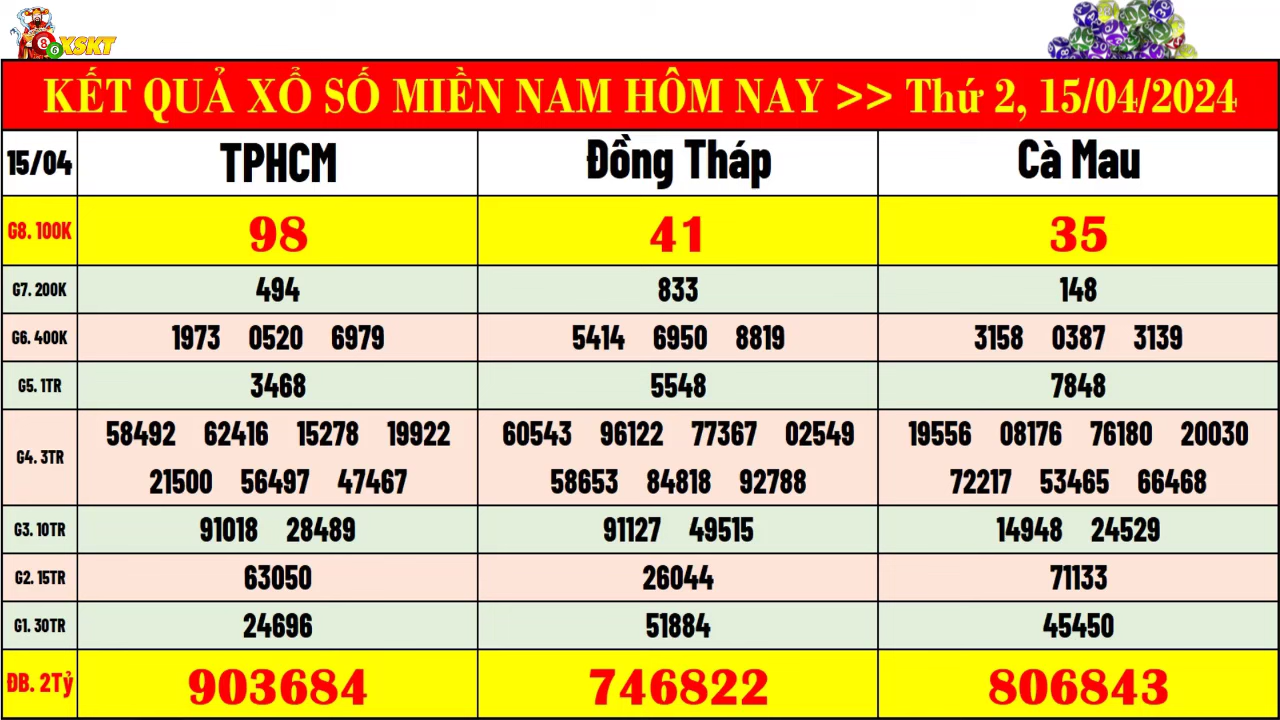 XSKT
KẾT QUẢ XỔ SỐ MIỀN NAM HÔM NAY >> Thứ 2, 15/04/2024
15/04 TPHCM Đồng Tháp Cà Mau
G8. 100K 98 41 35
G7. 200K 494 833 148
G6. 400K 1973 0520 6979 5414 6950 8819 3158 0387 3139
G5. 1TR 3468 5548 7848
G4. 3TR 58492 62416 15278 19922 60543 96122 77367 02549 19556 08176 76180 20030
21500 56497 47467 58653 84818 92788 72217 53465 66468
G3. 10TR 91018 28489 91127 49515 14948 24529
G2. 15TR 63050 26044 71133
G1. 30TR 24696 51884 45450
ĐB. 2Tỷ 903684 746822 806843